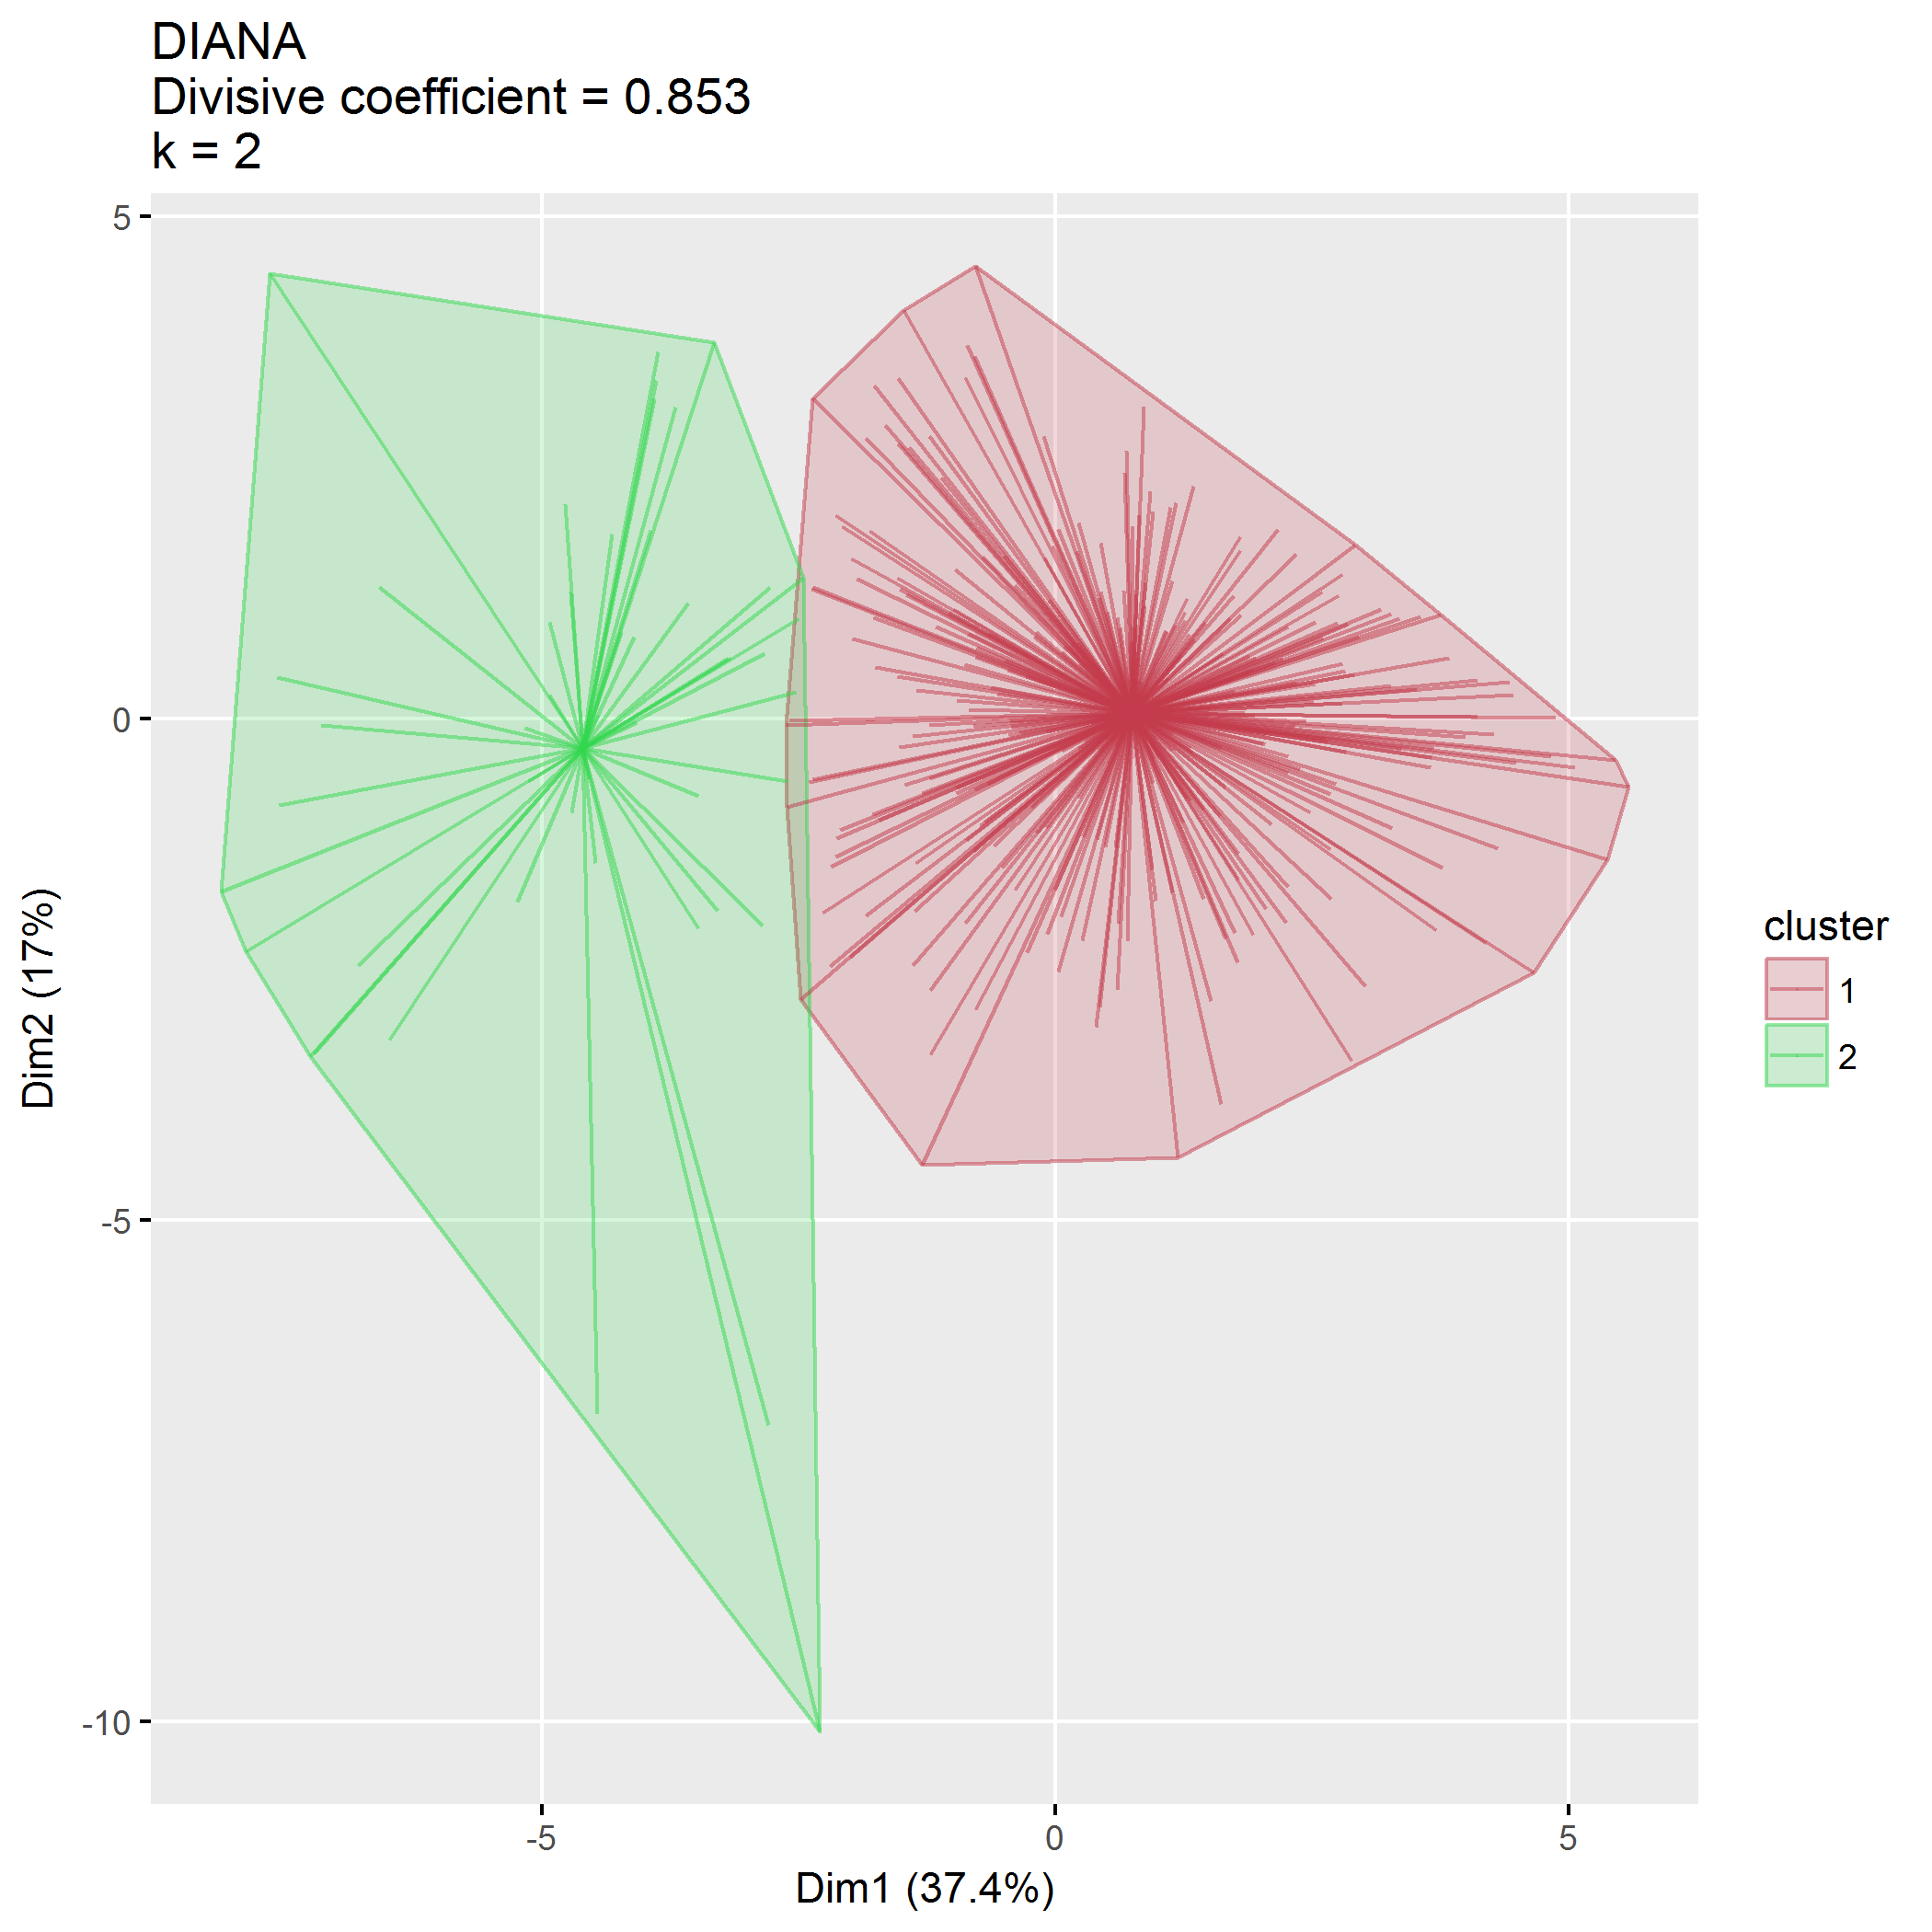 DIANA
Divisive coefficient = 0.853
k = 2
5
0
-5
-10
Dim2 (17%)
-5
0
5
Dim1 (37.4%)
cluster
1
2